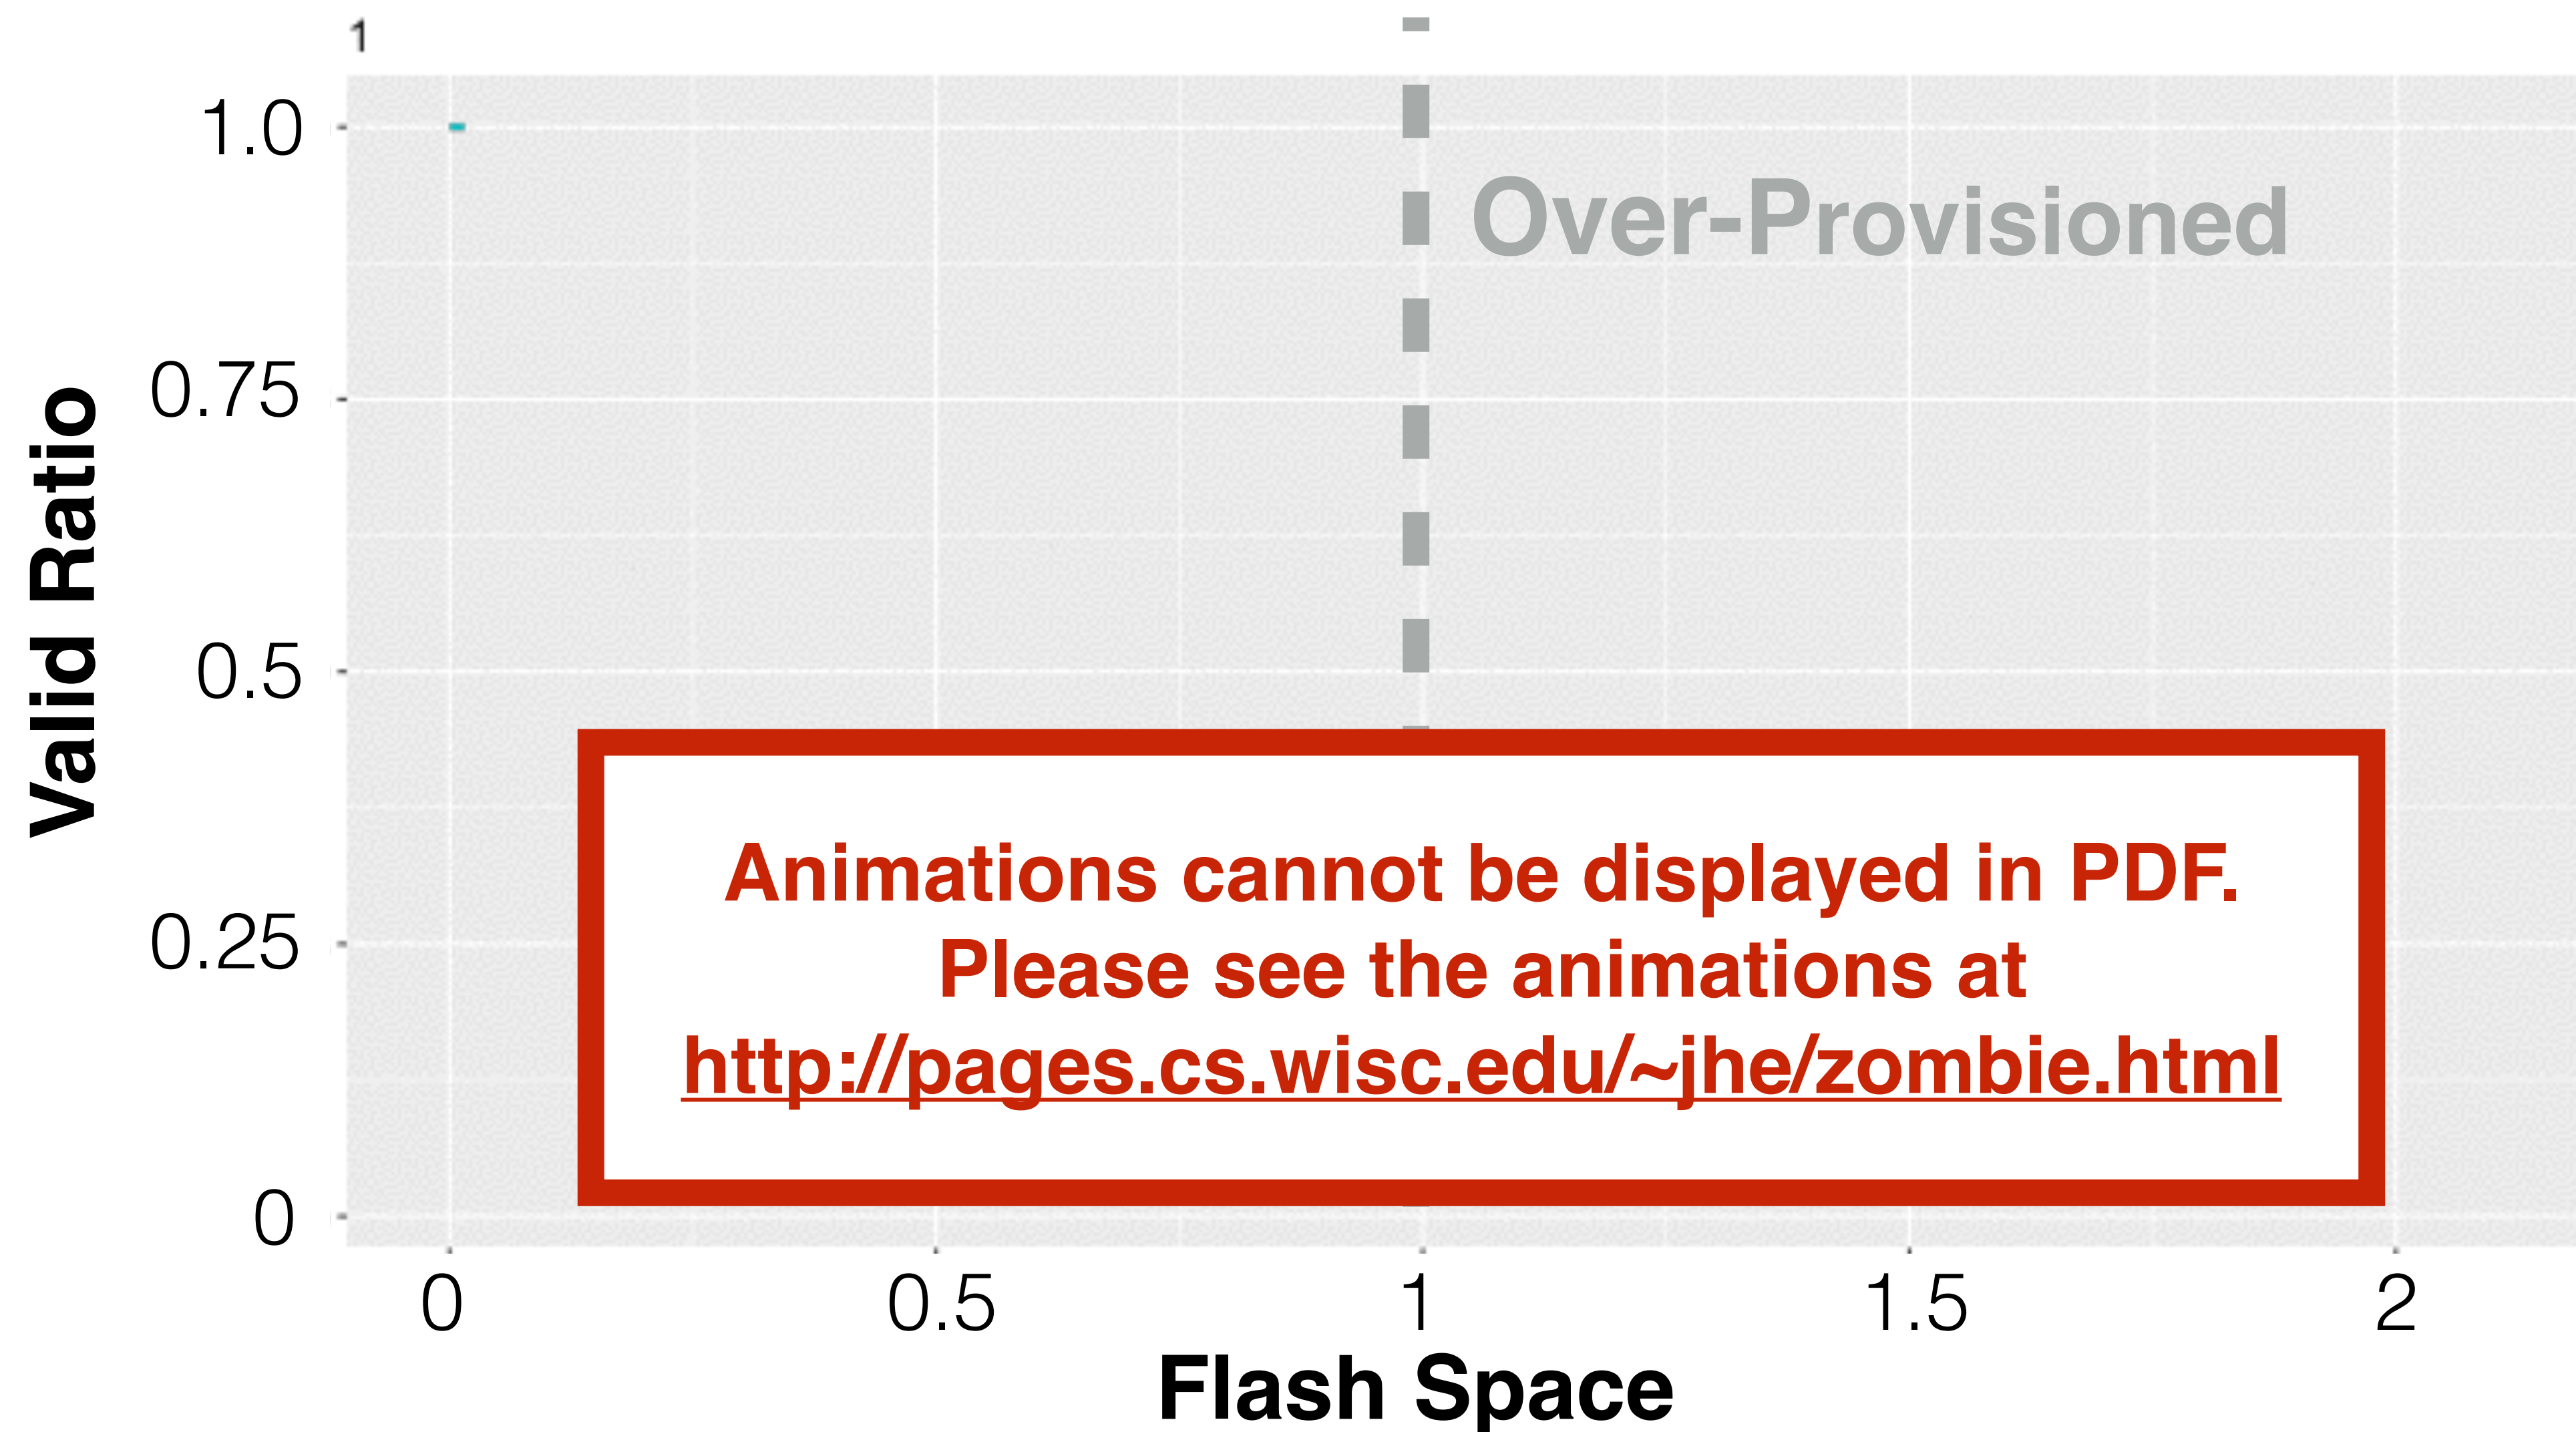 1
1.0
Over-Provisioned
0.75
Valid Ratio
0.5
0.25
0
Animations cannot be displayed in PDF.
Please see the animations at
http://pages.cs.wisc.edu/~jhe/zombie.html
0 0.5 1 1.5 2
Flash Space